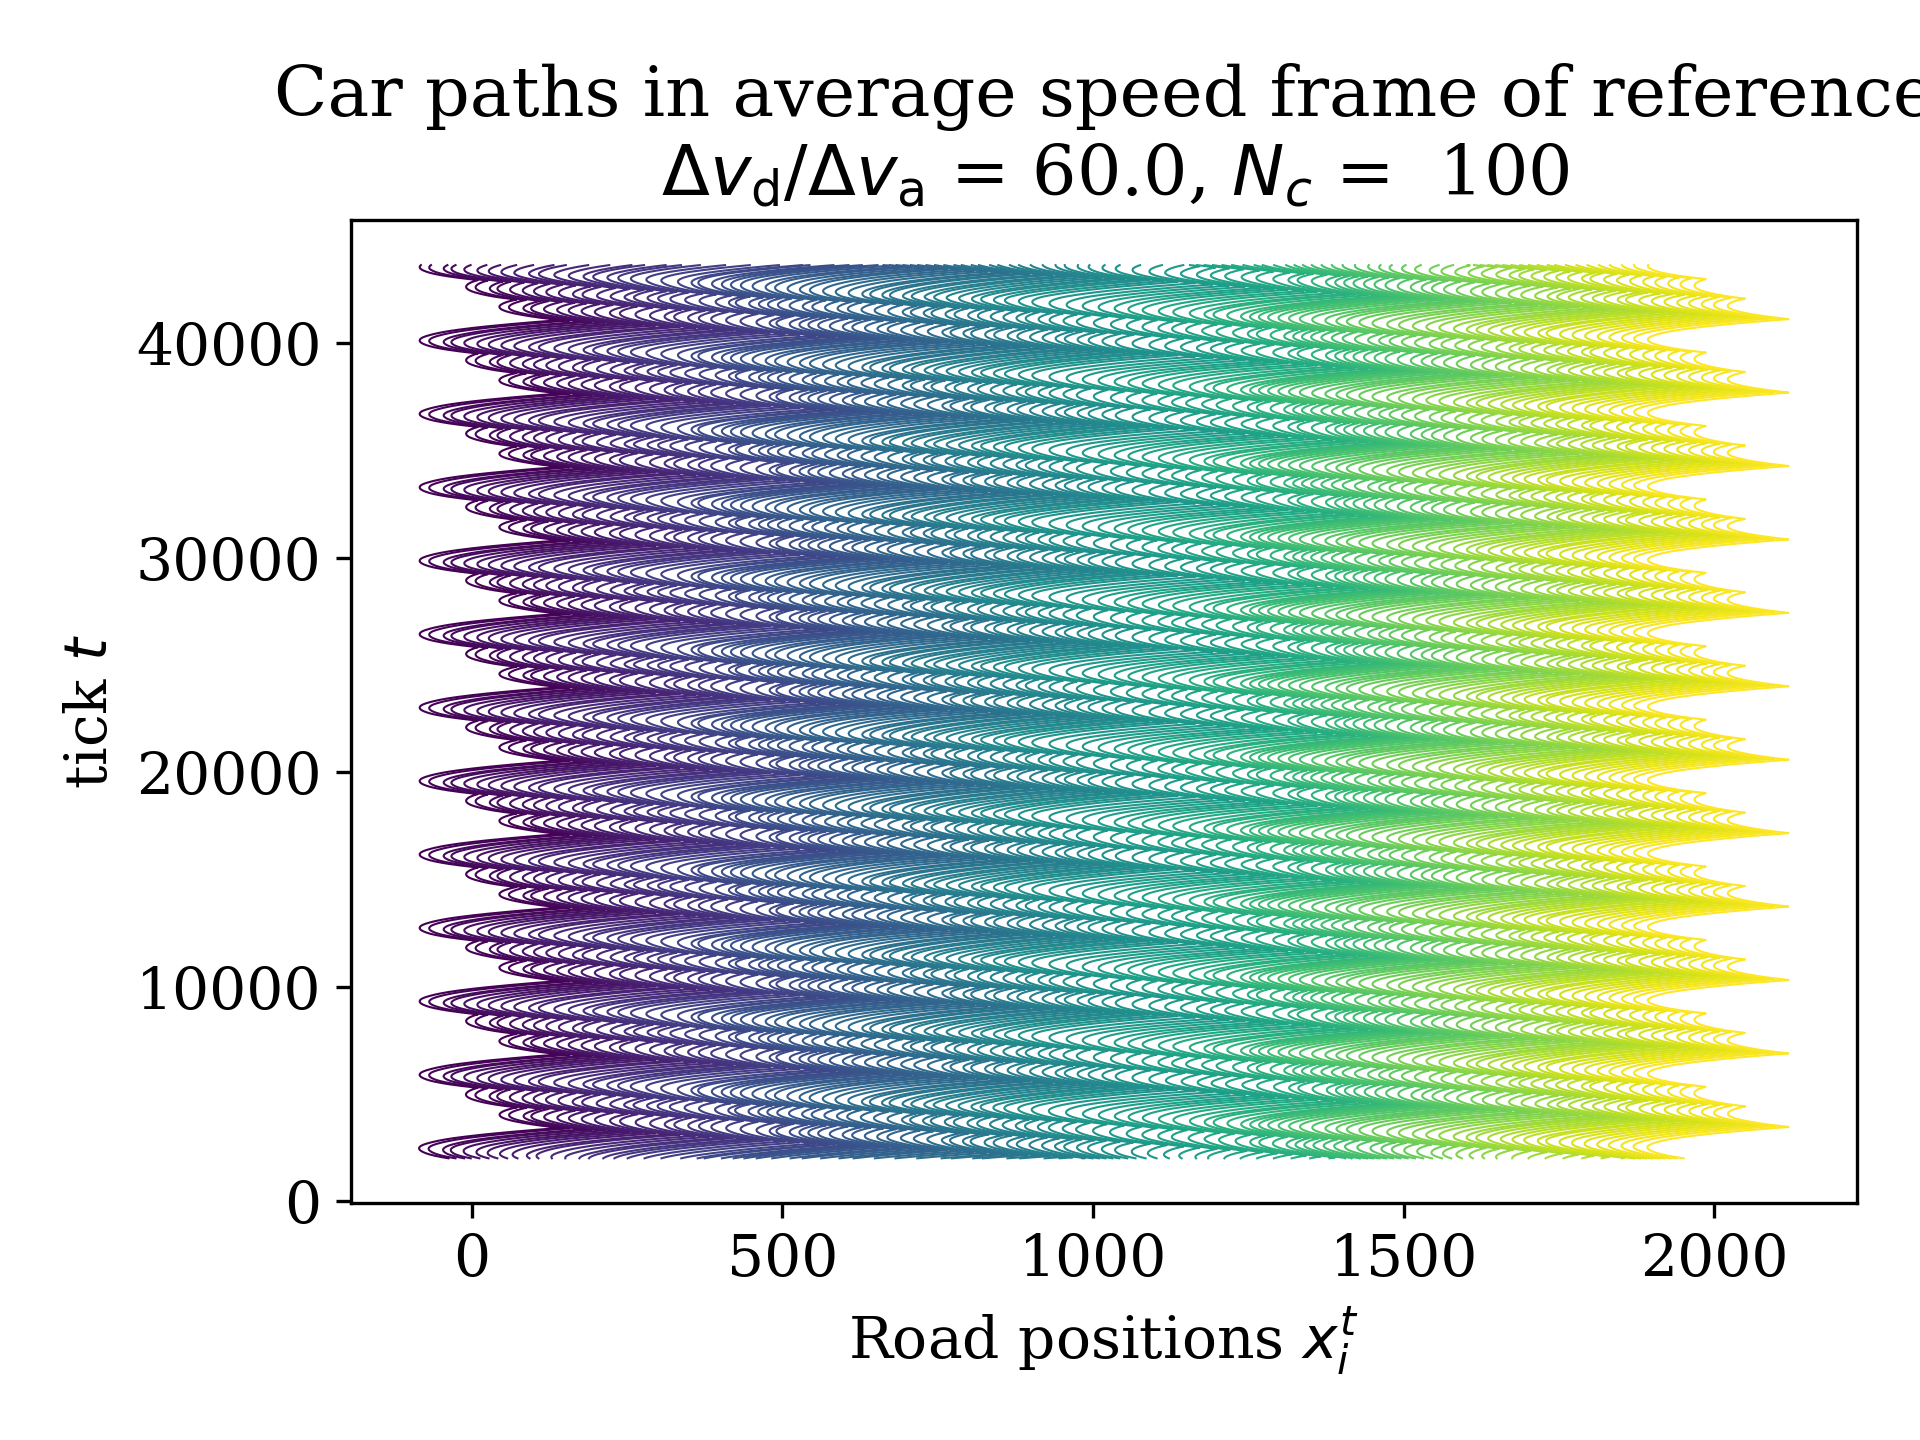 Car paths in average speed frame of reference
Δv_d/Δv_a = 60.0, N_c = 100
40000
30000
20000
10000
0
tick t
0 500 1000 1500 2000
Road positions x_i^t